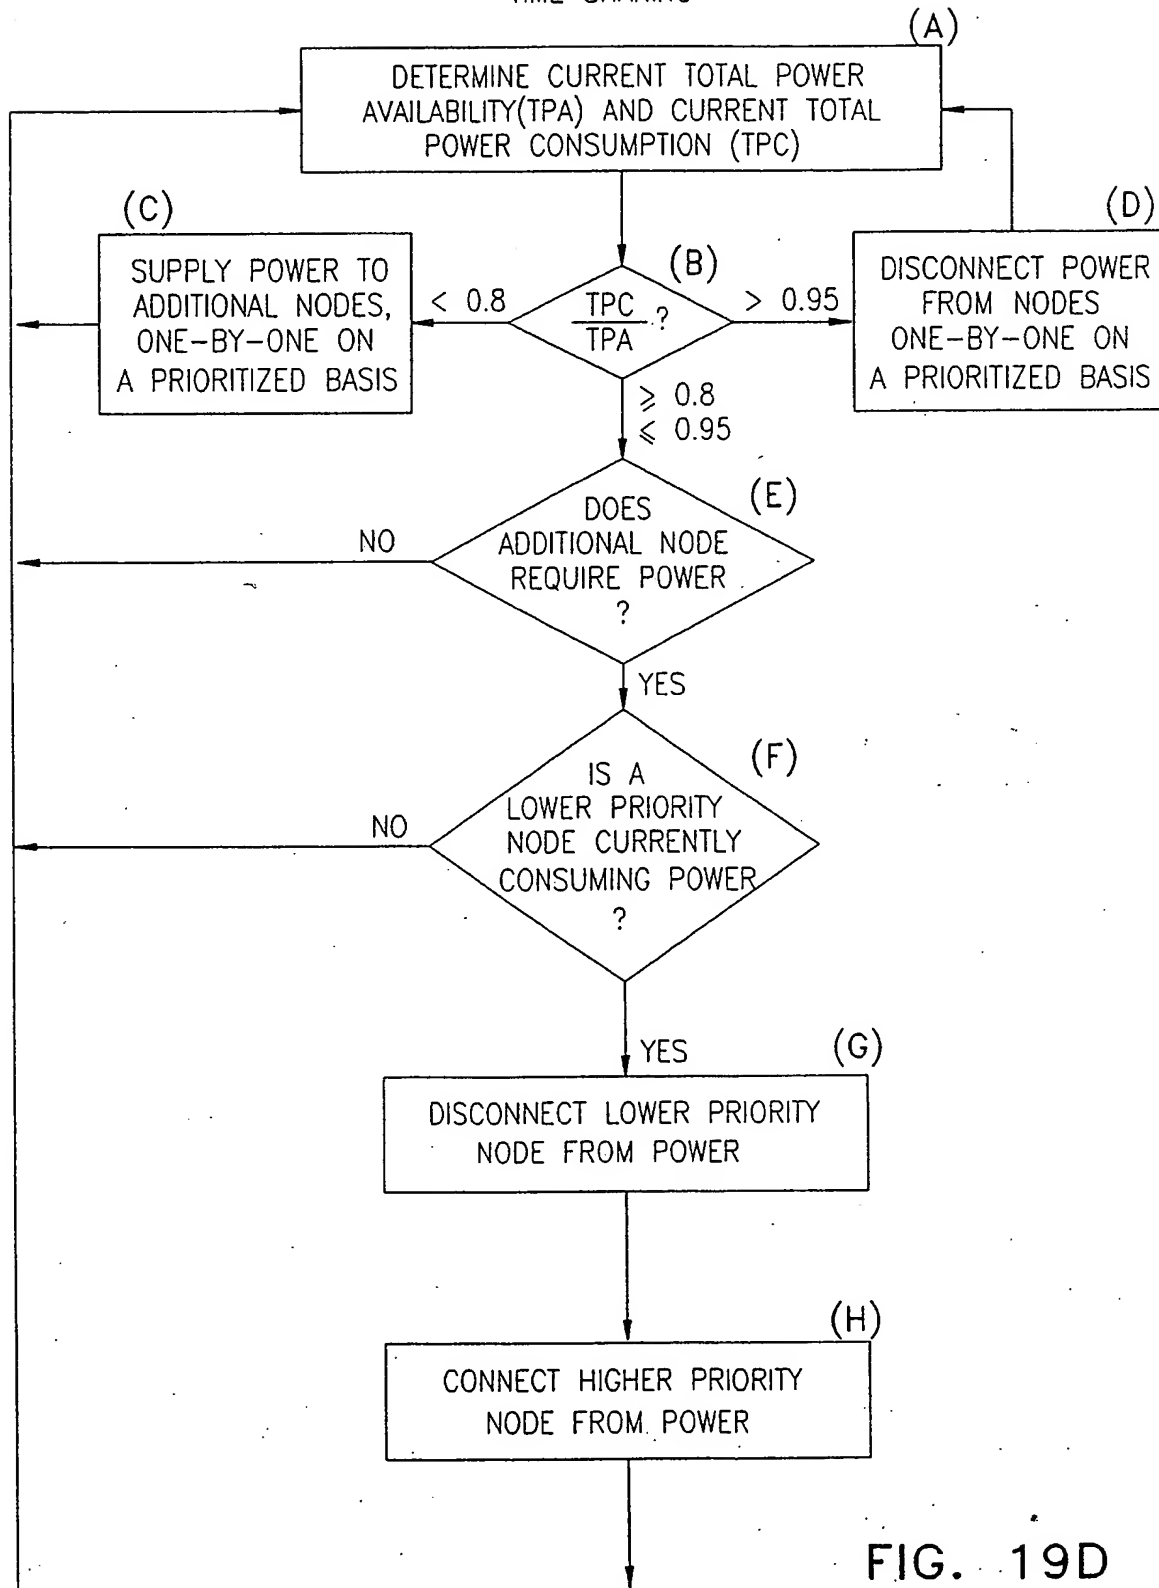 (A)
DETERMINE CURRENT TOTAL POWER
AVAILABILITY(TPA) AND CURRENT TOTAL
POWER CONSUMPTION (TPC)
(C)
SUPPLY POWER TO
ADDITIONAL NODES,
ONE-BY-ONE ON
A PRIORITIZED BASIS
< 0.8
(B)
TPC
TPA
?
> 0.95
(D)
DISCONNECT POWER
FROM NODES
ONE-BY-ONE ON
A PRIORITIZED BASIS
⩾ 0.8
⩽ 0.95
(E)
DOES
ADDITIONAL NODE
REQUIRE POWER
?
NO
YES
(F)
IS A
LOWER PRIORITY
NODE CURRENTLY
CONSUMING POWER
?
NO
YES
(G)
DISCONNECT LOWER PRIORITY
NODE FROM POWER
(H)
CONNECT HIGHER PRIORITY
NODE FROM POWER
FIG. 19D